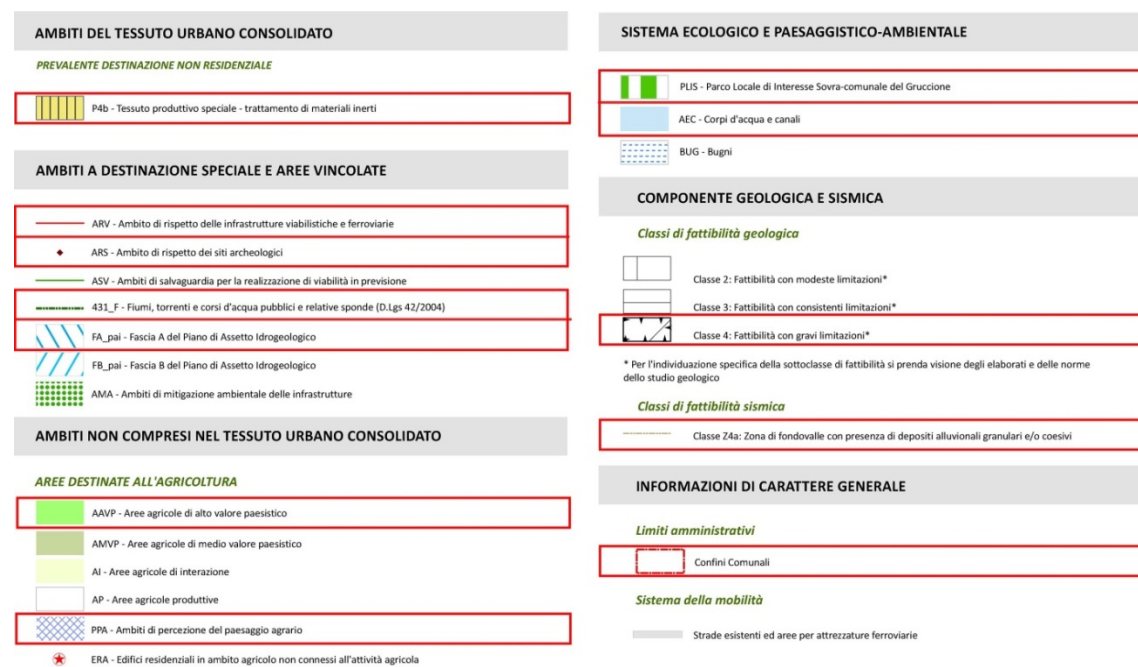 AMBITI DEL TESSUTO URBANO CONSOLIDATO
PREVALENTE DESTINAZIONE NON RESIDENZIALE
P4b - Tessuto produttivo speciale - trattamento di materiali inerti
AMBITI A DESTINAZIONE SPECIALE E AREE VINCOLATE
ARV - Ambito di rispetto delle infrastrutture viabilistiche e ferroviarie
ARS - Ambito di rispetto dei siti archeologici
ASV - Ambiti di salvaguardia per la realizzazione di viabilità in previsione
431_F - Fiumi, torrenti e corsi d'acqua pubblici e relative sponde (D.Lgs 42/2004)
FA_pai - Fascia A del Piano di Assetto Idrogeologico
FB_pai - Fascia B del Piano di Assetto Idrogeologico
AMA - Ambiti di mitigazione ambientale delle infrastrutture
AMBITI NON COMPRESI NEL TESSUTO URBANO CONSOLIDATO
AREE DESTINATE ALL'AGRICOLTURA
AAVP - Aree agricole di alto valore paesistico
AMVP - Aree agricole di medio valore paesistico
AI - Aree agricole di interazione
AP - Aree agricole produttive
PPA - Ambiti di percezione del paesaggio agrario
ERA - Edifici residenziali in ambito agricolo non connessi all'attività agricola
SISTEMA ECOLOGICO E PAESAGGISTICO-AMBIENTALE
PLIS - Parco Locale di Interesse Sovra-comunale del Gruccione
AEC - Corpi d'acqua e canali
BUG - Bugni
COMPONENTE GEOLOGICA E SISMICA
Classi di fattibilità geologica
Classe 2: Fattibilità con modeste limitazioni*
Classe 3: Fattibilità con consistenti limitazioni*
Classe 4: Fattibilità con gravi limitazioni*
* Per l'individuazione specifica della sottoclasse di fattibilità si prenda visione degli elaborati e delle norme
dello studio geologico
Classi di fattibilità sismica
Classe Z4a: Zona di fondovalle con presenza di depositi alluvionali granulari e/o coesivi
INFORMAZIONI DI CARATTERE GENERALE
Limiti amministrativi
Confini Comunali
Sistema della mobilità
Strade esistenti ed aree per attrezzature ferroviarie